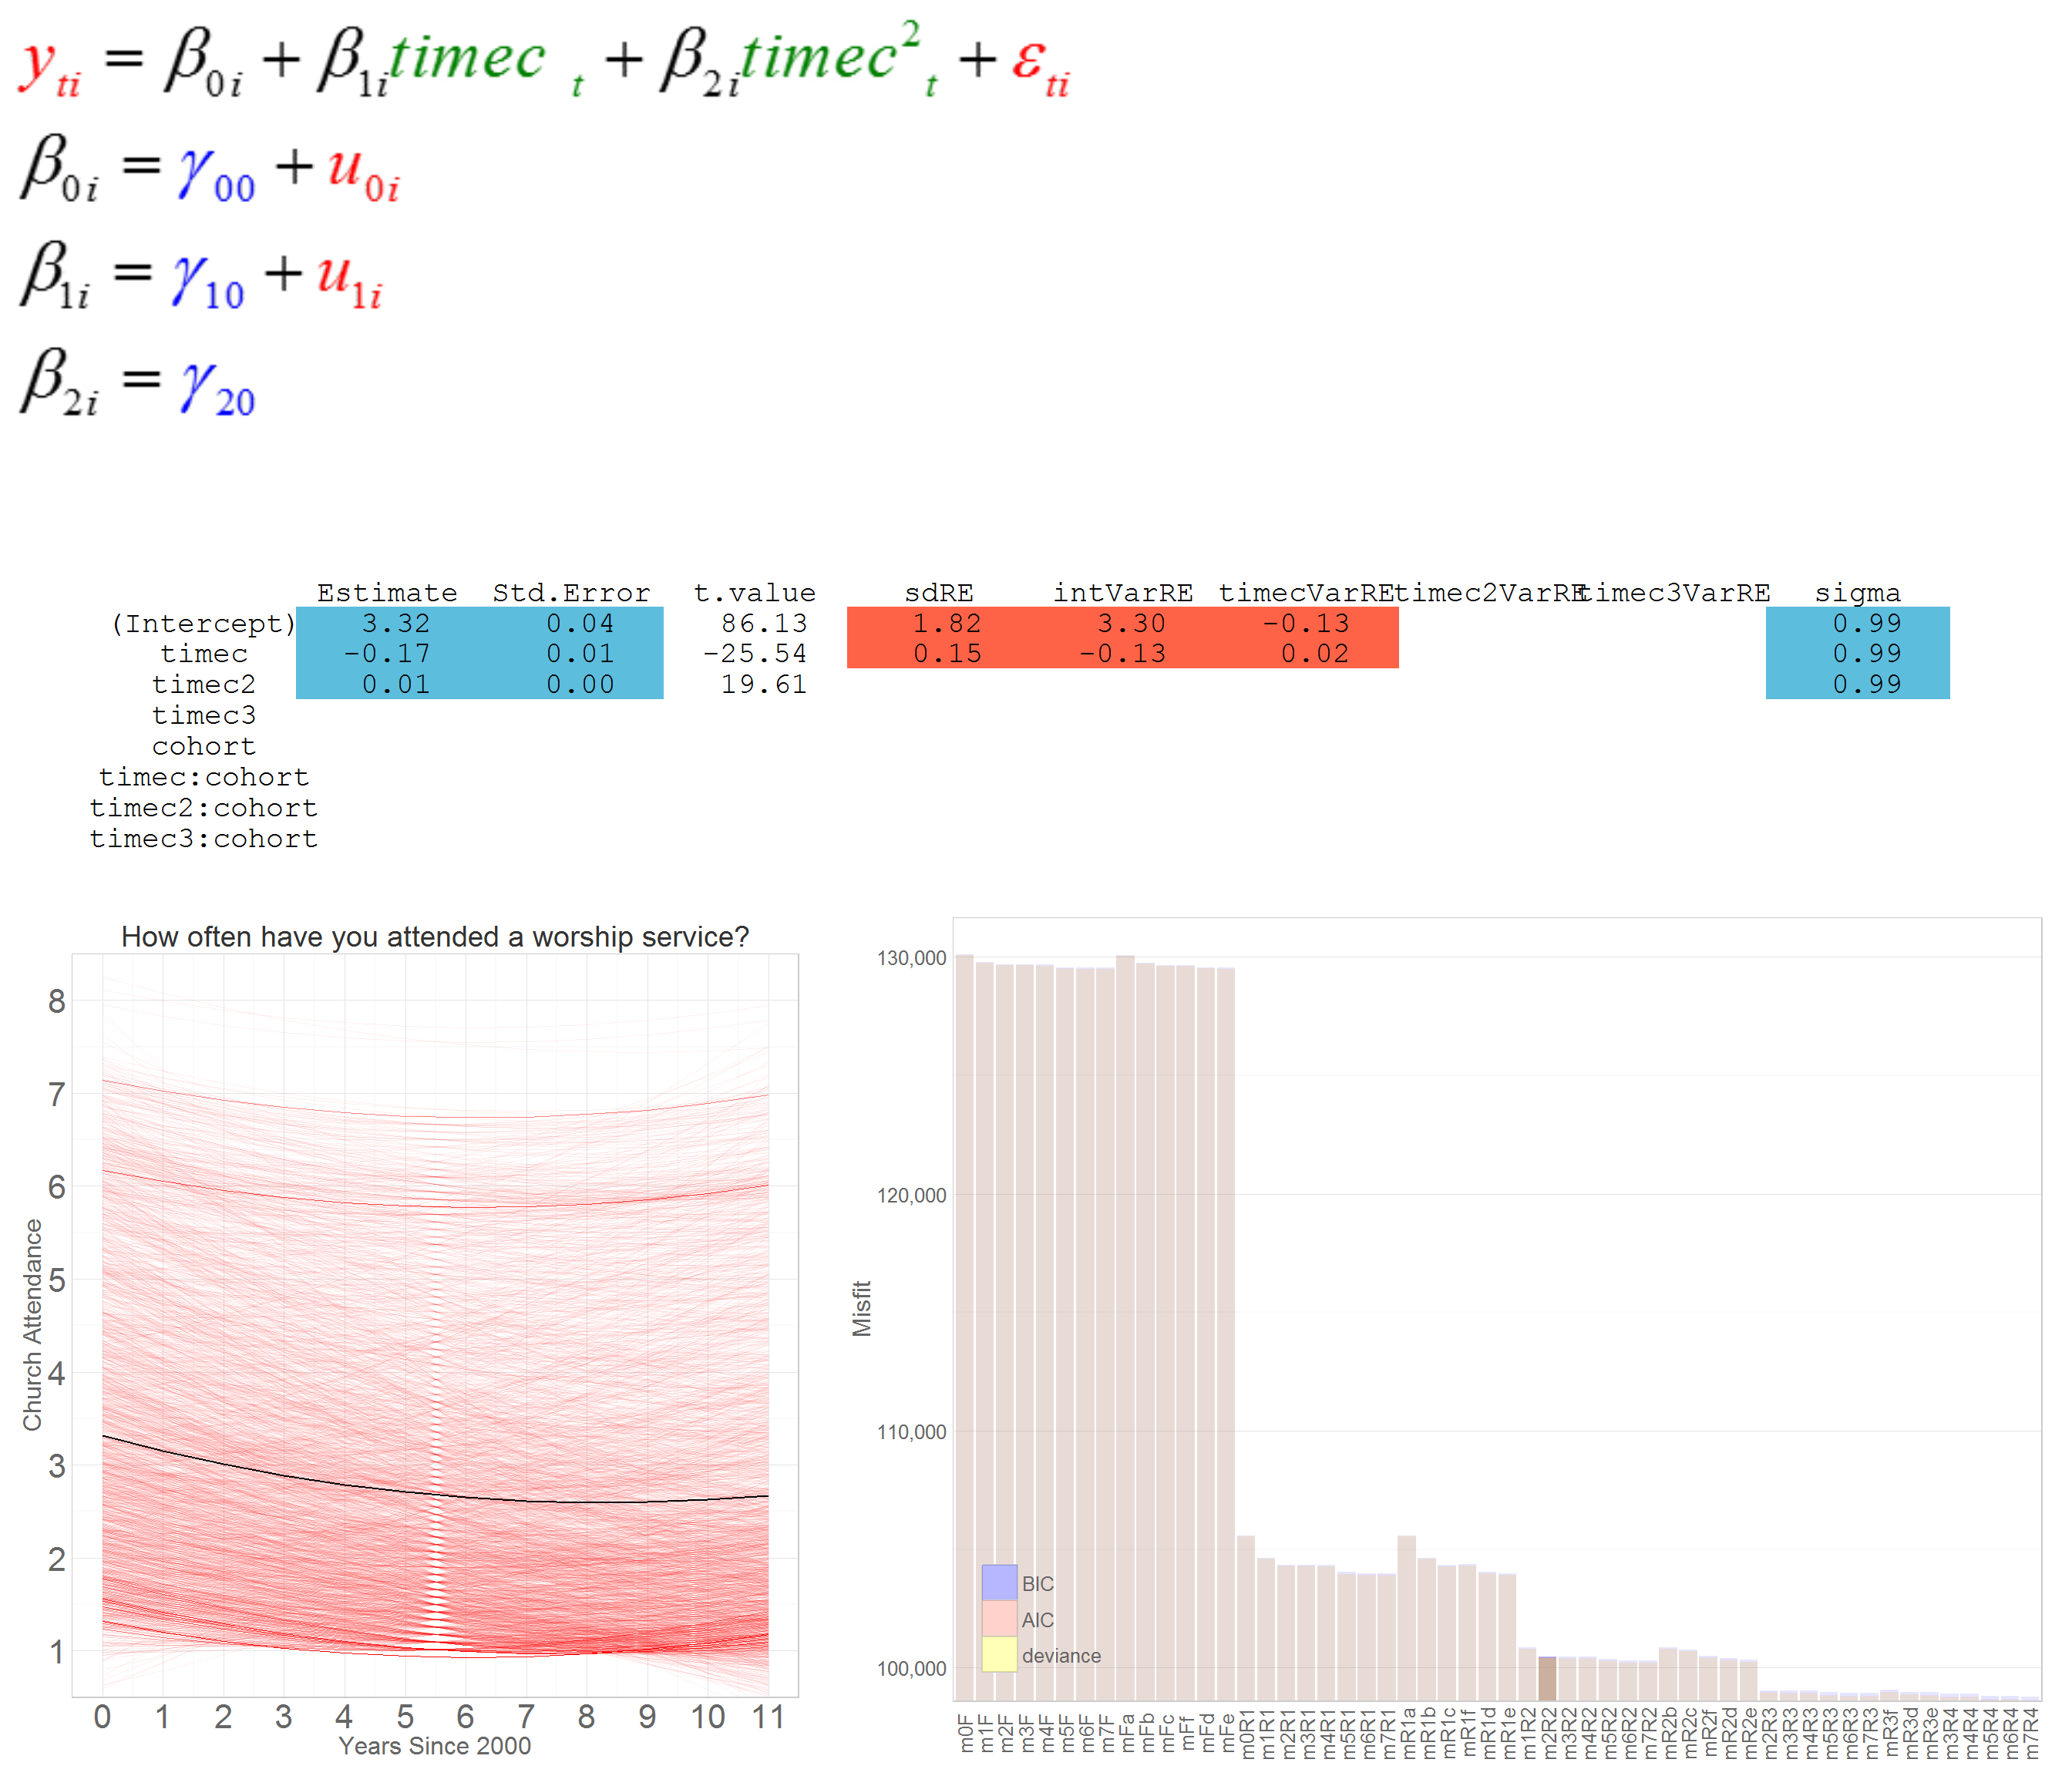 y_ti = β_0i + β_1i timec_t + β_2i timec²_t + ε_ti
β_0i = γ_00 + u_0i
β_1i = γ_10 + u_1i
β_2i = γ_20
Estimate Std.Error t.value sdRE intVarRE timecVarRE timec2VarRE timec3VarRE sigma
(Intercept) 3.32 0.04 86.13 1.82 3.30 -0.13 0.99
timec -0.17 0.01 -25.54 0.15 -0.13 0.02 0.99
timec2 0.01 0.00 19.61 0.99
timec3
cohort
timec:cohort
timec2:cohort
timec3:cohort
How often have you attended a worship service?
Church Attendance
8
7
6
5
4
3
2
1
0 1 2 3 4 5 6 7 8 9 10 11
Years Since 2000
Misfit
130,000
120,000
110,000
100,000
BIC
AIC
deviance
m0F m1F m2F m3F m4F m5F m6F m7F mFa mFb mFc mFf mFd mFe m0R1 m1R1 m2R1 m3R1 m4R1 m5R1 m6R1 m7R1 mR1a mR1b mR1c mR1f mR1d mR1e m1R2 m2R2 m3R2 m4R2 m5R2 m6R2 m7R2 mR2b mR2c mR2f mR2d mR2e m2R3 m3R3 m4R3 m5R3 m6R3 m7R3 mR3f mR3d mR3e m3R4 m4R4 m5R4 m6R4 m7R4